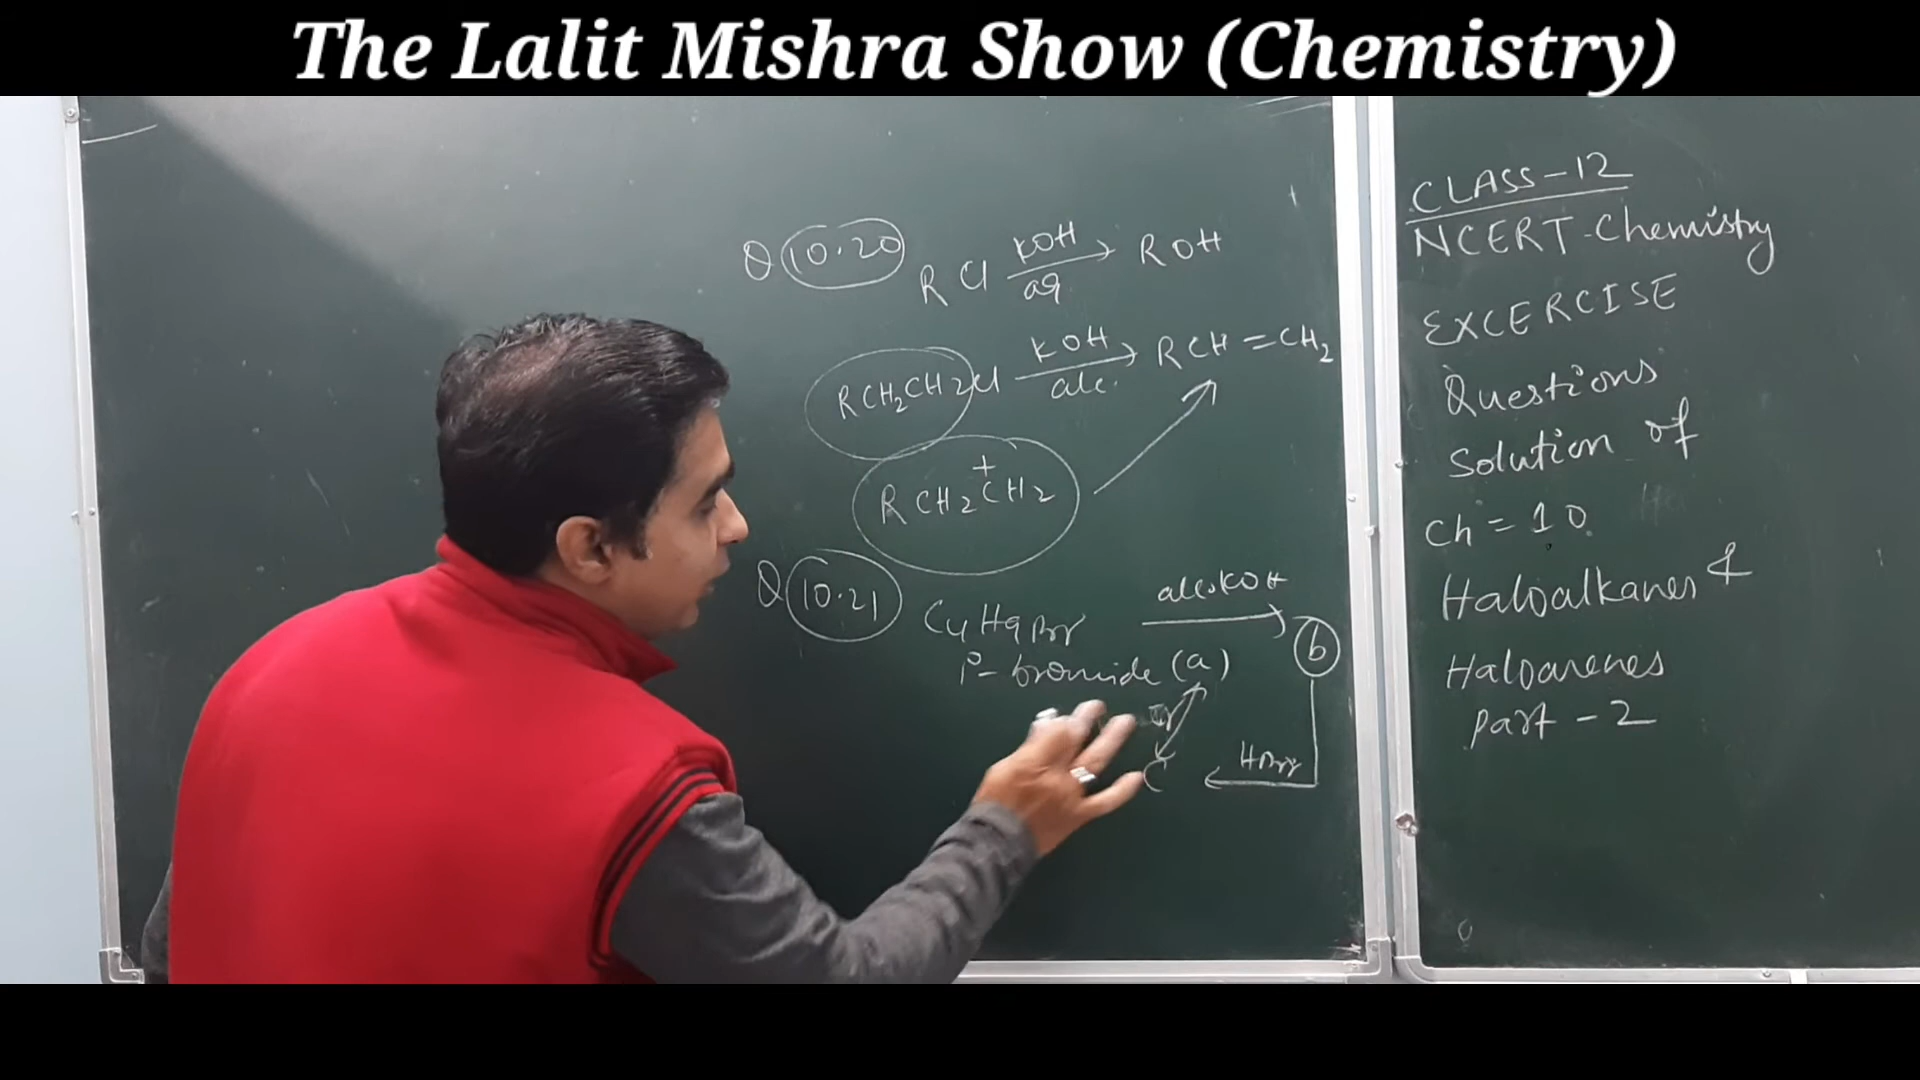 The Lalit Mishra Show (Chemistry)
Q 10.20 RCl KOH aq ROH
RCH2CH2Cl KOH alc. RCH=CH2
RCH2C+H2
Q 10.21 C4H9Br alc.KOH b
1°-bromide (a)
C HBr
CLASS-12
NCERT-Chemistry
EXCERCISE
Questions
Solution of
Ch = 10
Haloalkanes &
Haloarenes
part - 2